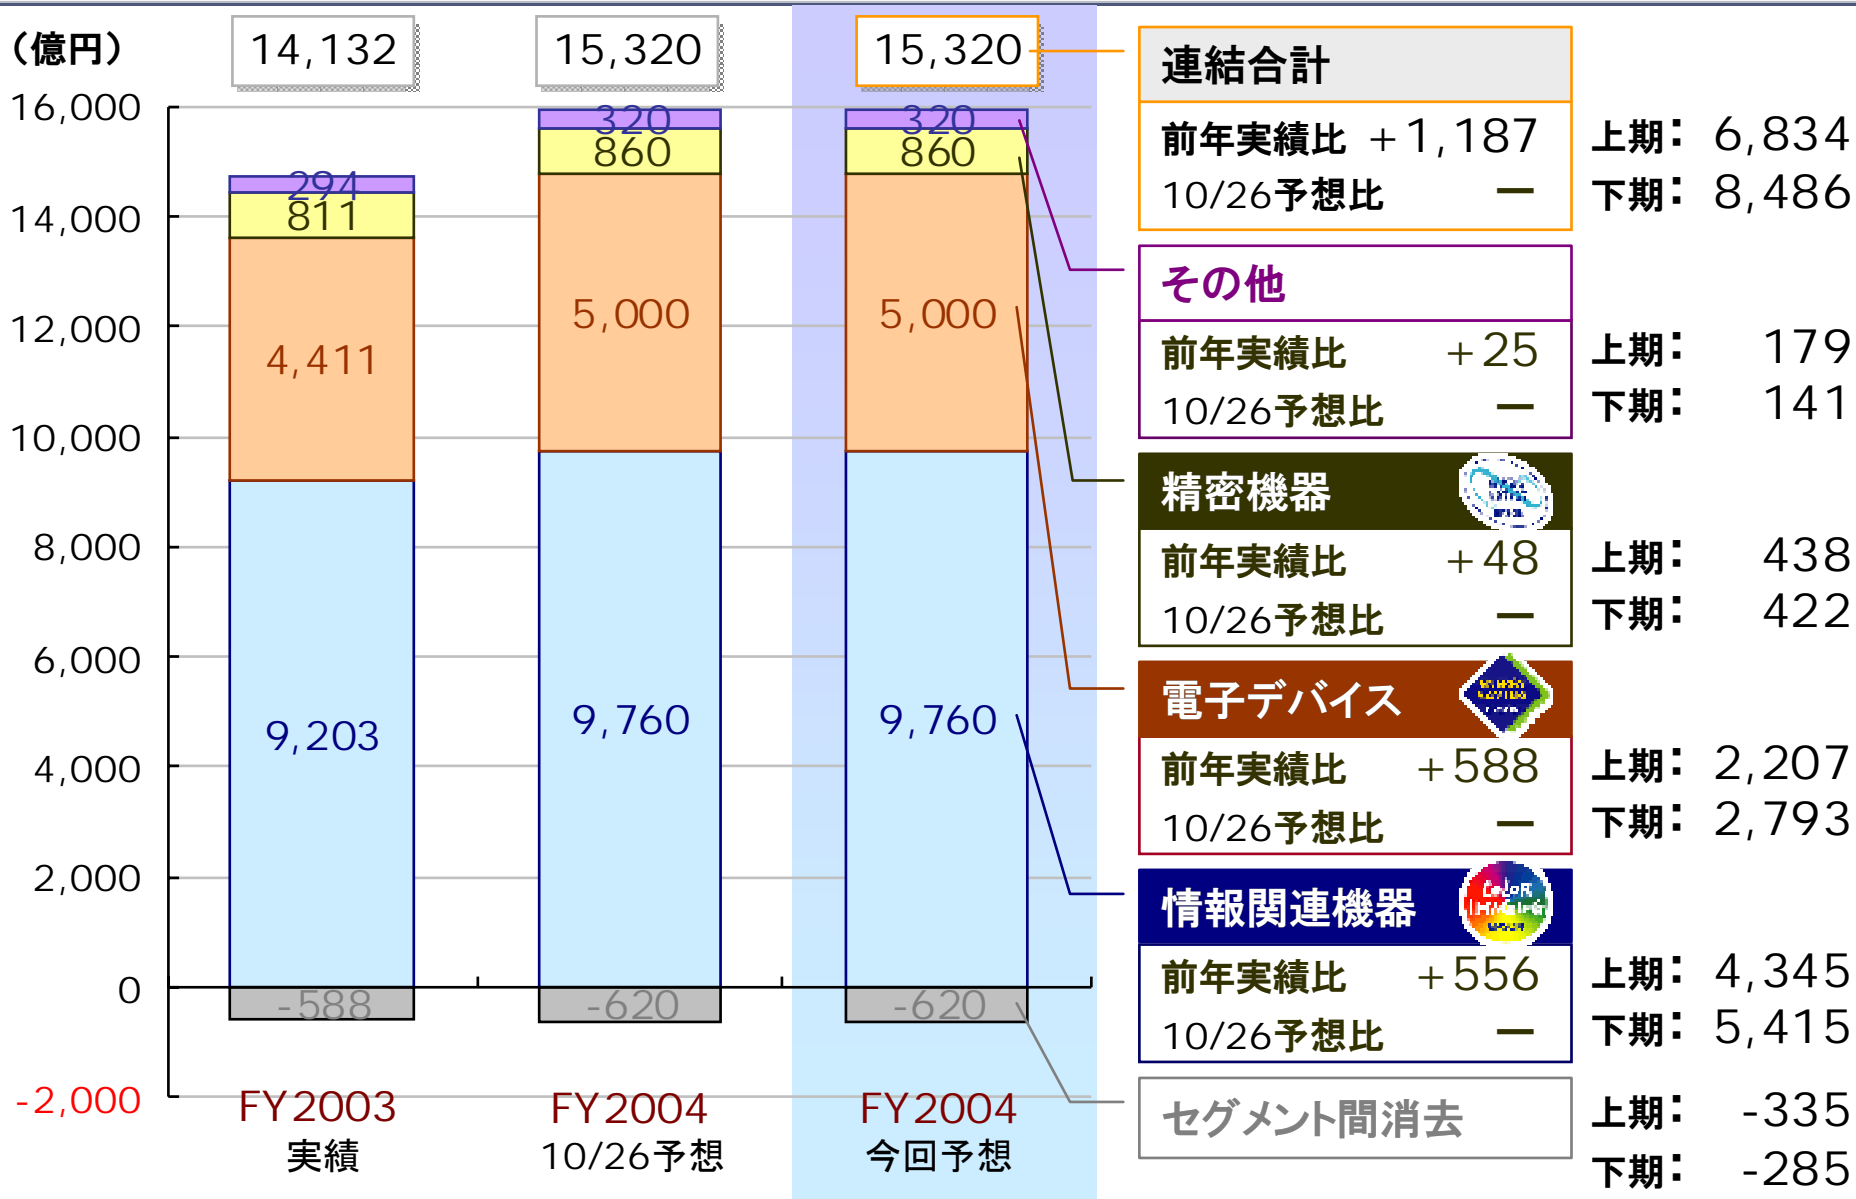 （億円）
14,132
15,320
15,320
16,000
14,000
12,000
10,000
8,000
6,000
4,000
2,000
0
-2,000
294
811
4,411
9,203
-588
320
860
5,000
9,760
-620
320
860
5,000
9,760
-620
FY2003
実績
FY2004
10/26予想
FY2004
今回予想
連結合計
前年実績比 +1,187
10/26予想比 ー
上期： 6,834
下期： 8,486
その他
前年実績比 +25
10/26予想比 ー
上期： 179
下期： 141
精密機器
前年実績比 +48
10/26予想比 ー
上期： 438
下期： 422
電子デバイス
前年実績比 +588
10/26予想比 ー
上期： 2,207
下期： 2,793
情報関連機器
COLOR
IMAGING
前年実績比 +556
10/26予想比 ー
上期： 4,345
下期： 5,415
セグメント間消去
上期： -335
下期： -285